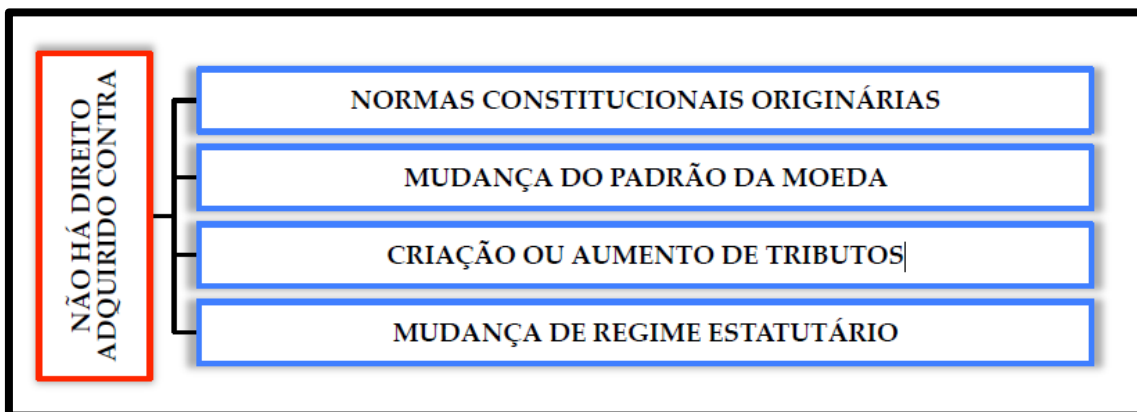 NÃO HÁ DIREITO
ADQUIRIDO CONTRA
NORMAS CONSTITUCIONAIS ORIGINÁRIAS
MUDANÇA DO PADRÃO DA MOEDA
CRIAÇÃO OU AUMENTO DE TRIBUTOS
MUDANÇA DE REGIME ESTATUTÁRIO